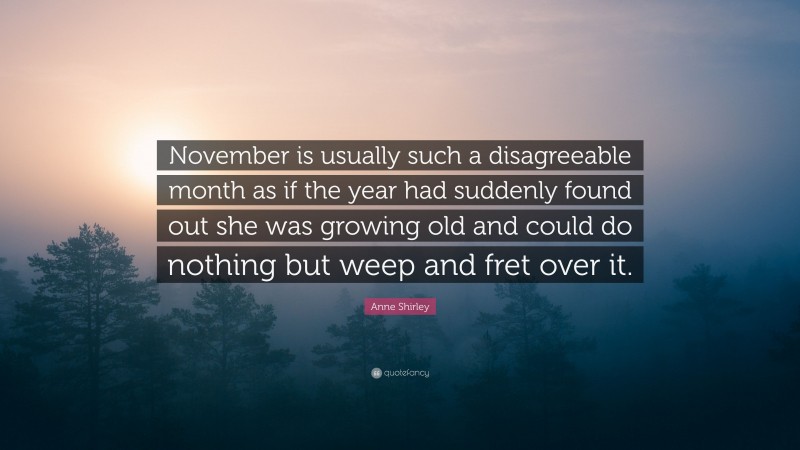 November is usually such a disagreeable
month as if the year had suddenly found
out she was growing old and could do
nothing but weep and fret over it.
Anne Shirley
quotefancy